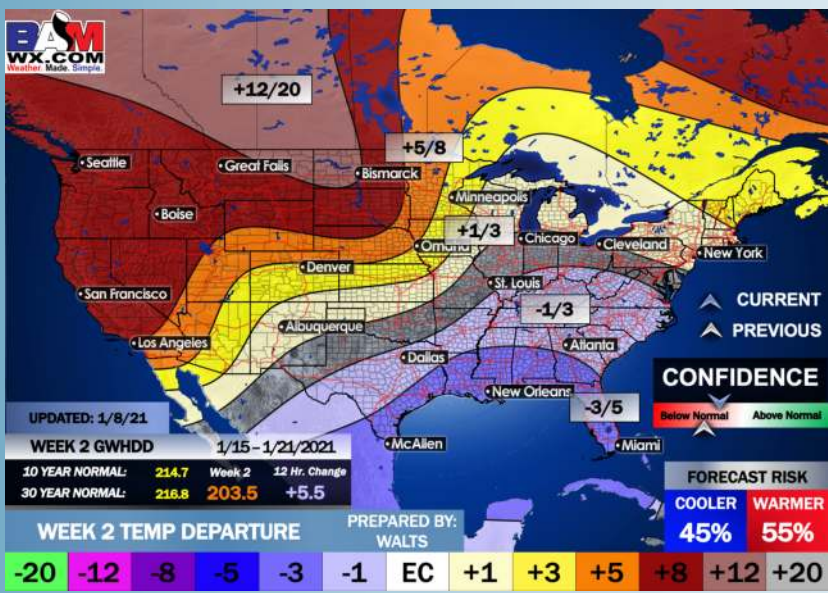 BAM
WX.COM
Weather. Made. Simple.
+12/20
Seattle
Great Falls
+5/8
Bismarck
Minneapolis
Boise
+1/3
Omaha
Chicago
Cleveland
New York
Denver
San Francisco
St. Louis
CURRENT
-1/3
Albuquerque
PREVIOUS
Los Angeles
Dallas
Atlanta
CONFIDENCE
New Orleans
-3/5
Below Normal
Above Normal
UPDATED: 1/8/21
McAllen
Miami
WEEK 2 GWHDD 1/15 – 1/21/2021
10 YEAR NORMAL: 214.7 Week 2 12 Hr. Change
30 YEAR NORMAL: 216.8 203.5 +5.5
FORECAST RISK
COOLER WARMER
45% 55%
WEEK 2 TEMP DEPARTURE
PREPARED BY:
WALTS
-20 -12 -8 -5 -3 -1 EC +1 +3 +5 +8 +12 +20